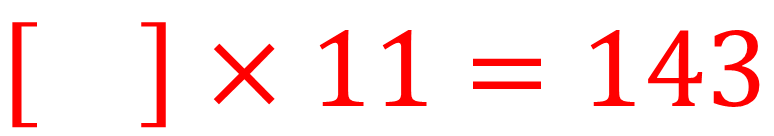 [  ] × 11 = 143